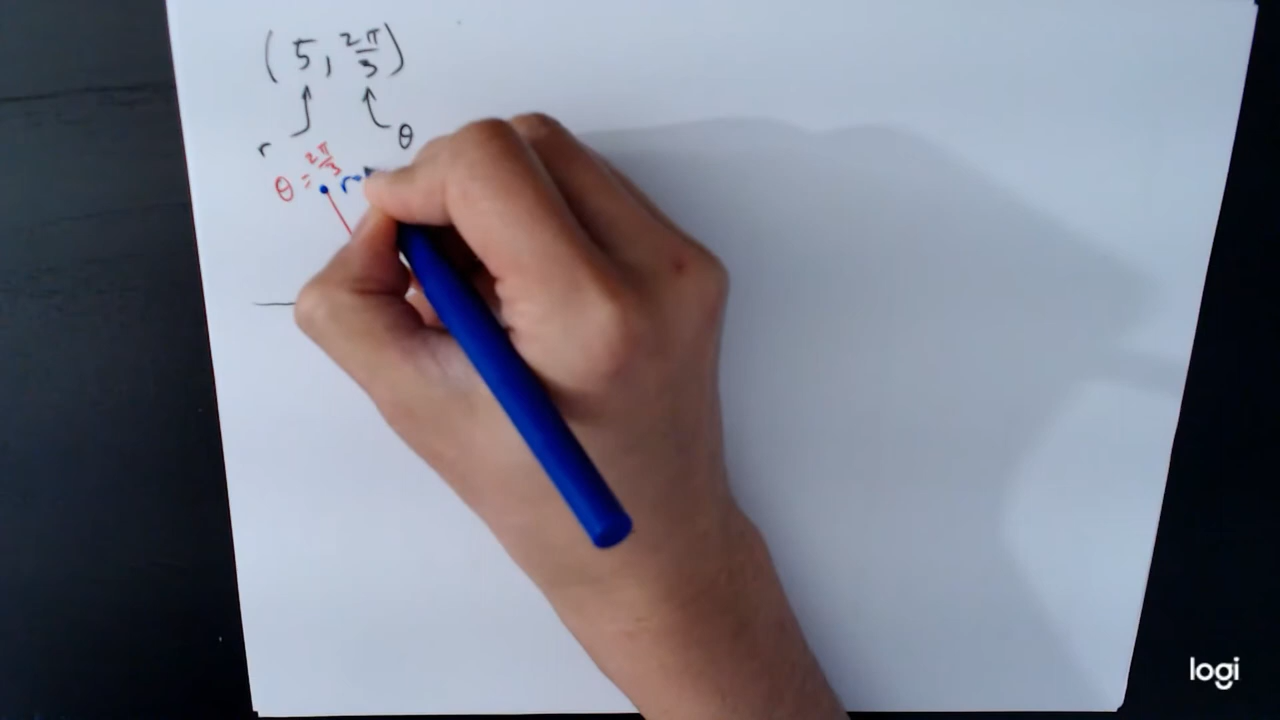 (5, 2π/3)
r θ
θ = 2π/3 r=
logi